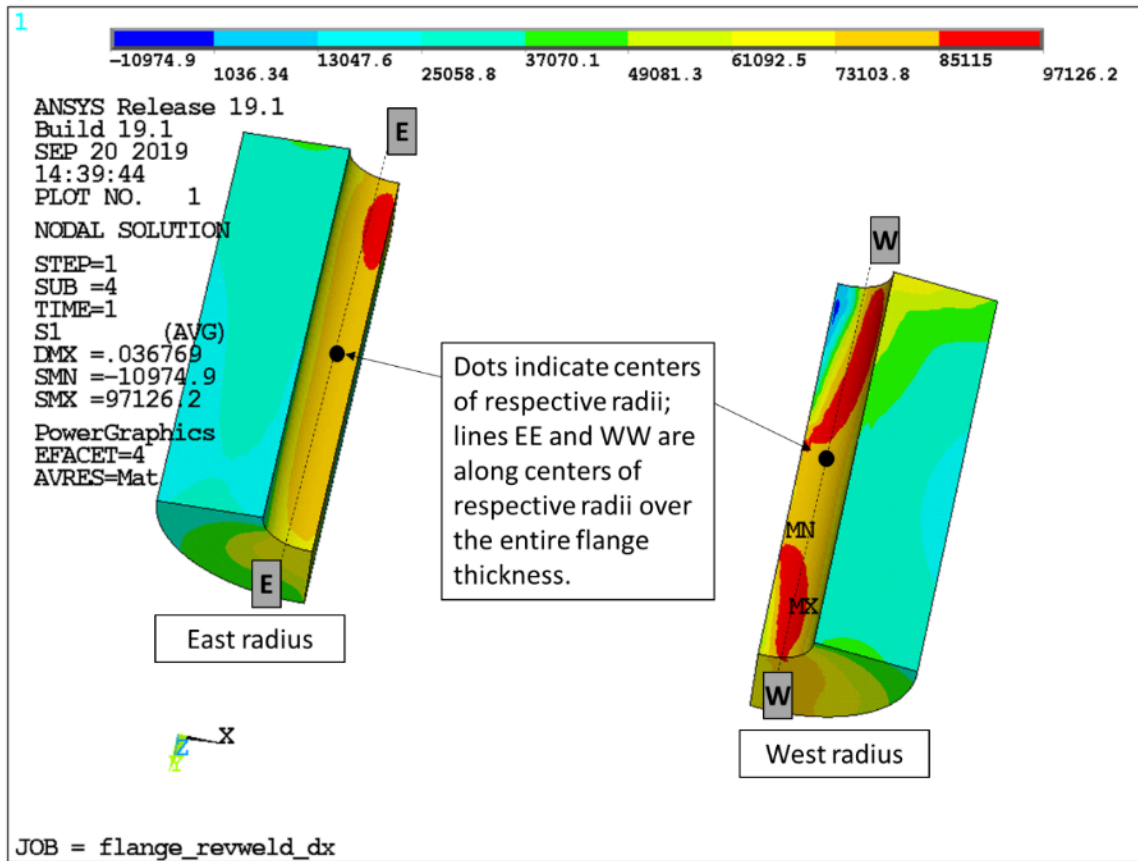 1
-10974.9 1036.34 13047.6 25058.8 37070.1 49081.3 61092.5 73103.8 85115 97126.2
ANSYS Release 19.1
Build 19.1
SEP 20 2019
14:39:44
PLOT NO. 1
NODAL SOLUTION
STEP=1
SUB =4
TIME=1
S1 (AVG)
DMX =.036769
SMN =-10974.9
SMX =97126.2
PowerGraphics
EFACET=4
AVRES=Mat
E
E
East radius
Dots indicate centers
of respective radii;
lines EE and WW are
along centers of
respective radii over
the entire flange
thickness.
W
MN
MX
W
West radius
X
Z
Y
JOB = flange_revweld_dx